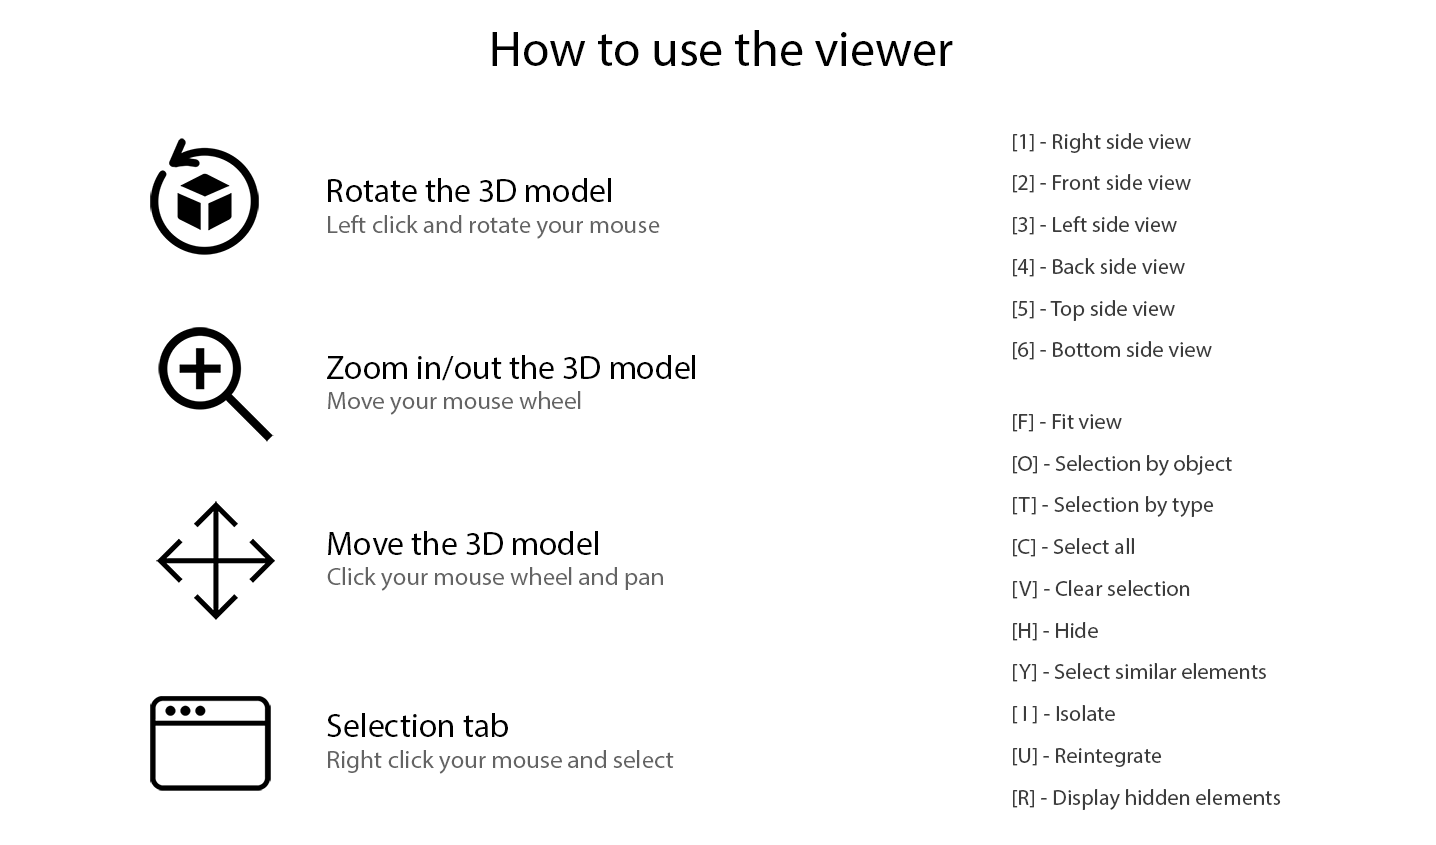 How to use the viewer
Rotate the 3D model
Left click and rotate your mouse
Zoom in/out the 3D model
Move your mouse wheel
Move the 3D model
Click your mouse wheel and pan
Selection tab
Right click your mouse and select
[1] - Right side view
[2] - Front side view
[3] - Left side view
[4] - Back side view
[5] - Top side view
[6] - Bottom side view
[F] - Fit view
[O] - Selection by object
[T] - Selection by type
[C] - Select all
[V] - Clear selection
[H] - Hide
[Y] - Select similar elements
[ I ] - Isolate
[U] - Reintegrate
[R] - Display hidden elements